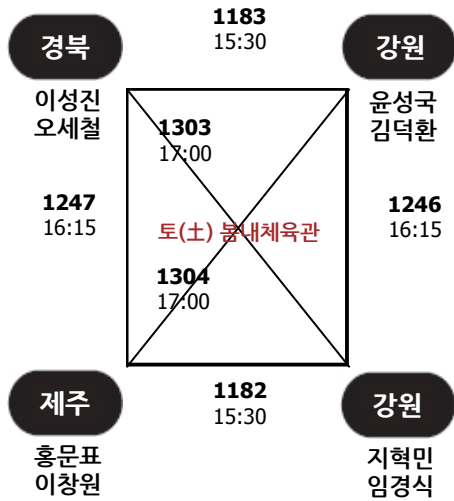 1183
15:30
경북
강원
이성진
오세철
윤성국
김덕환
1303
17:00
1247
16:15
1246
16:15
토(土) 봄내체육관
1304
17:00
제주
1182
15:30
강원
홍문표
이창원
지혁민
임경식